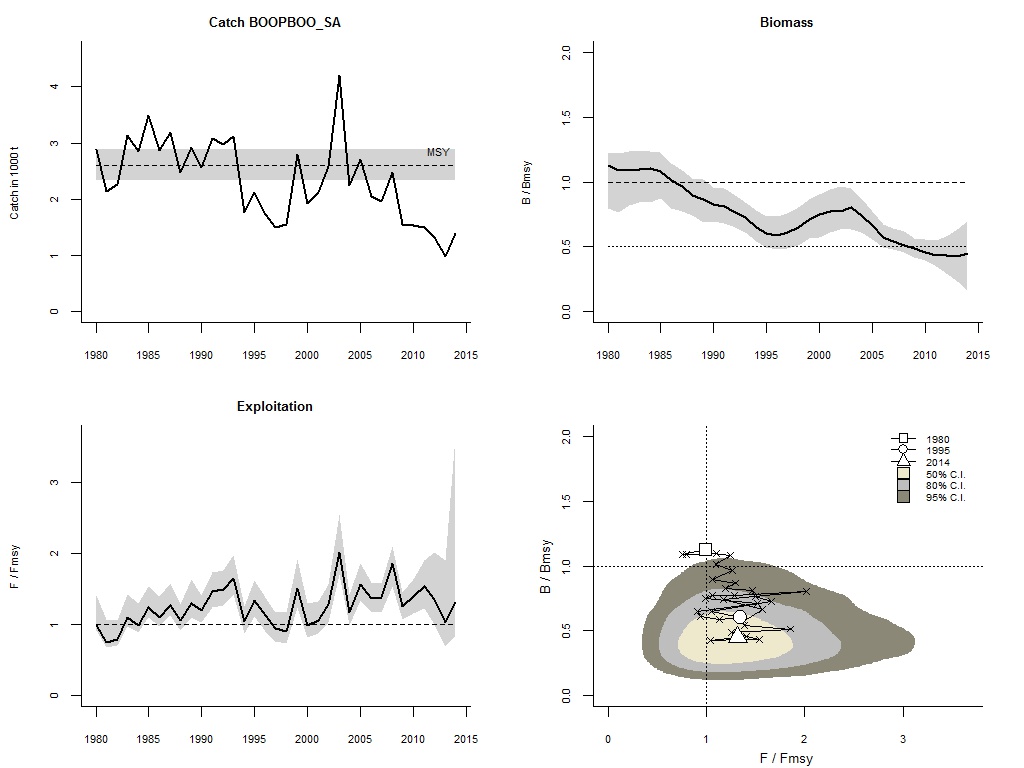 Catch BOOPBOO_SA
Catch in 1000 t
4
3
2
1
0
MSY
1980 1985 1990 1995 2000 2005 2010 2015
Biomass
B / Bmsy
2.0
1.5
1.0
0.5
0.0
1980 1985 1990 1995 2000 2005 2010 2015
Exploitation
F / Fmsy
3
2
1
0
1980 1985 1990 1995 2000 2005 2010 2015
B / Bmsy
2.0
1.5
1.0
0.5
0.0
1980
1995
2014
50% C.I.
80% C.I.
95% C.I.
0 1 2 3
F / Fmsy